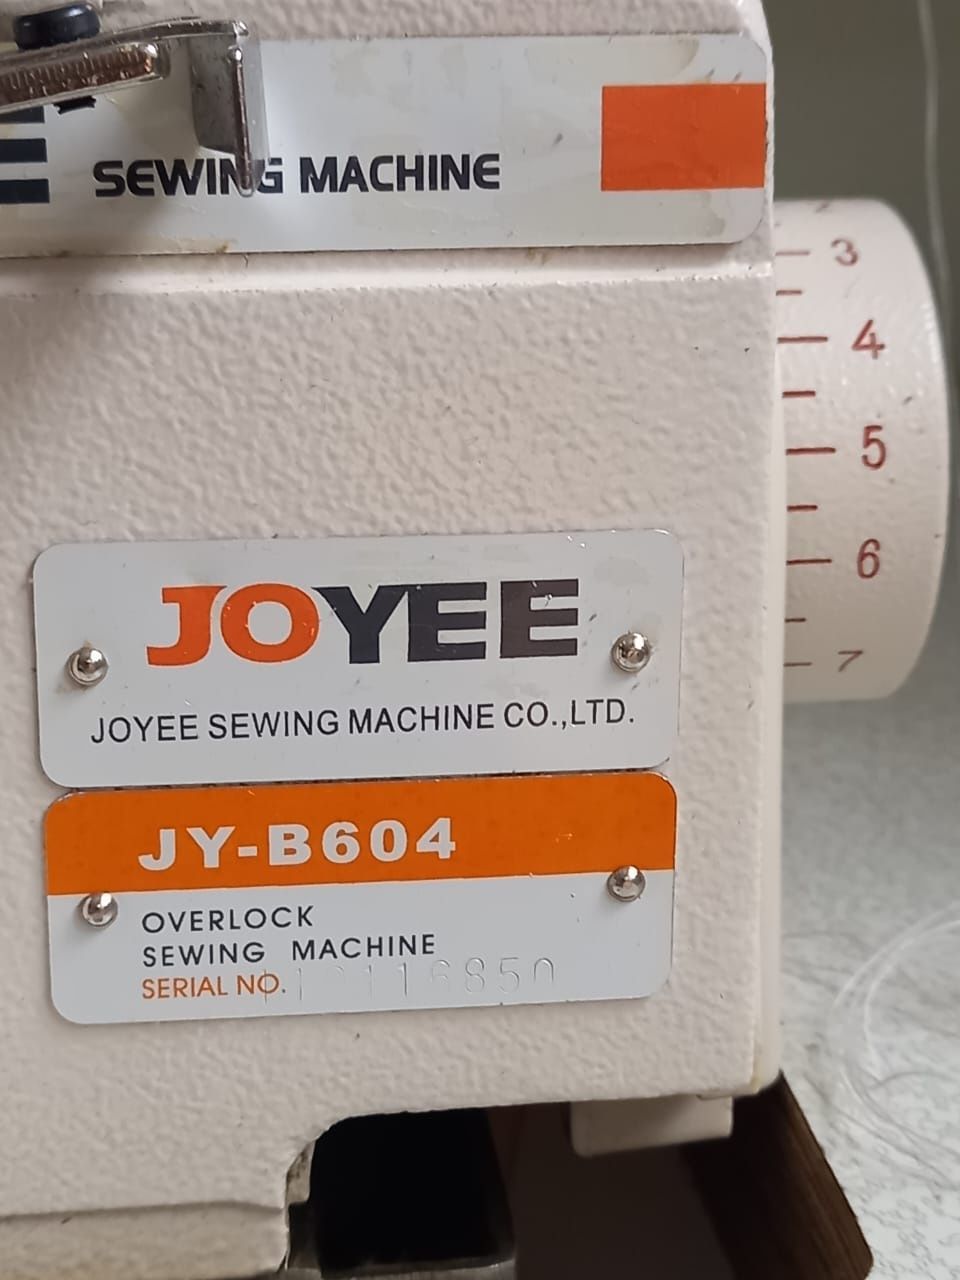 SEWING MACHINE
3
4
5
6
7
JOYEE
JOYEE SEWING MACHINE CO.,LTD.
JY-B604
OVERLOCK
SEWING MACHINE
SERIAL NO.